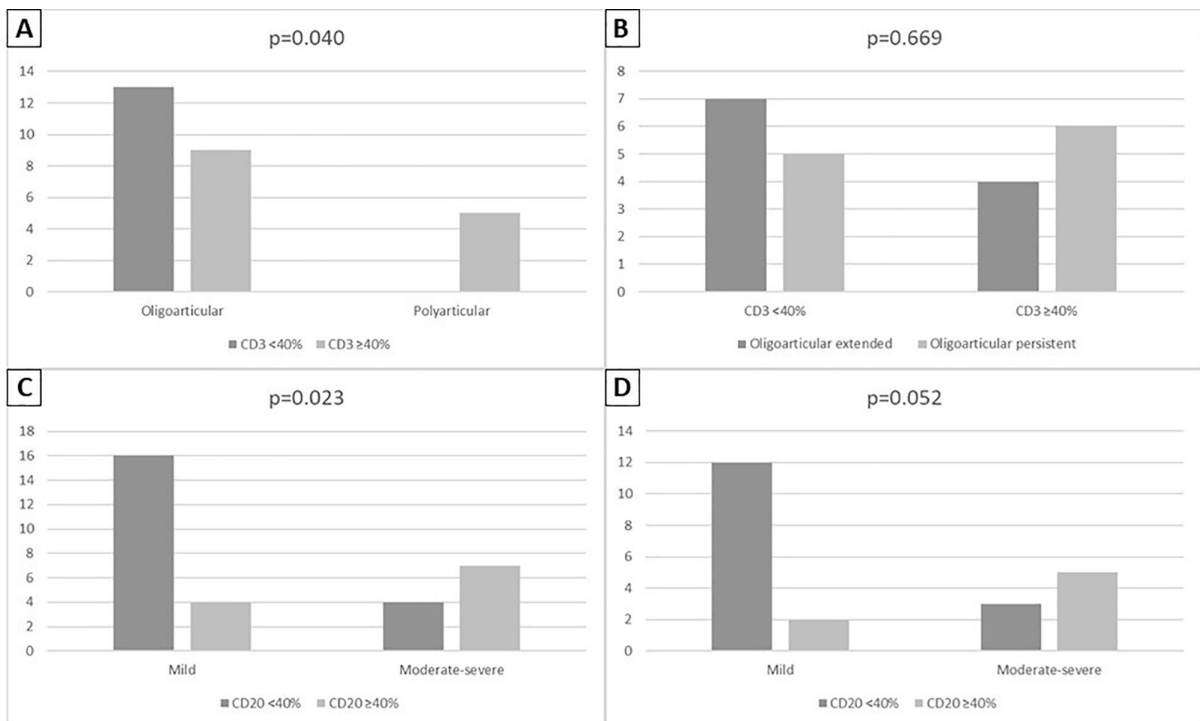 A
p=0.040
14
12
10
8
6
4
2
0
Oligoarticular Polyarticular
CD3 <40% CD3 ≥40%
B
p=0.669
8
7
6
5
4
3
2
1
0
CD3 <40% CD3 ≥40%
Oligoarticular extended Oligoarticular persistent
C
p=0.023
18
16
14
12
10
8
6
4
2
0
Mild Moderate-severe
CD20 <40% CD20 ≥40%
D
p=0.052
14
12
10
8
6
4
2
0
Mild Moderate-severe
CD20 <40% CD20 ≥40%